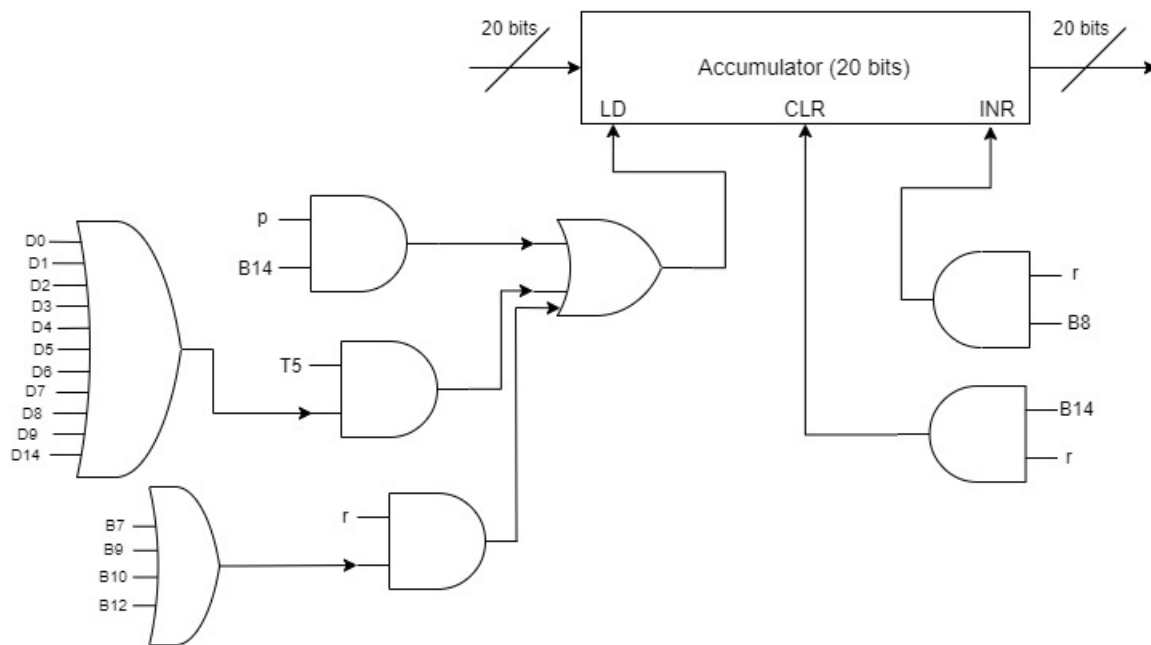 20 bits
20 bits
Accumulator (20 bits)
LD CLR INR
p
B14
D0
D1
D2
D3
D4
D5
D6
D7
D8
D9
D14
T5
r
B8
B14
r
r
B7
B9
B10
B12